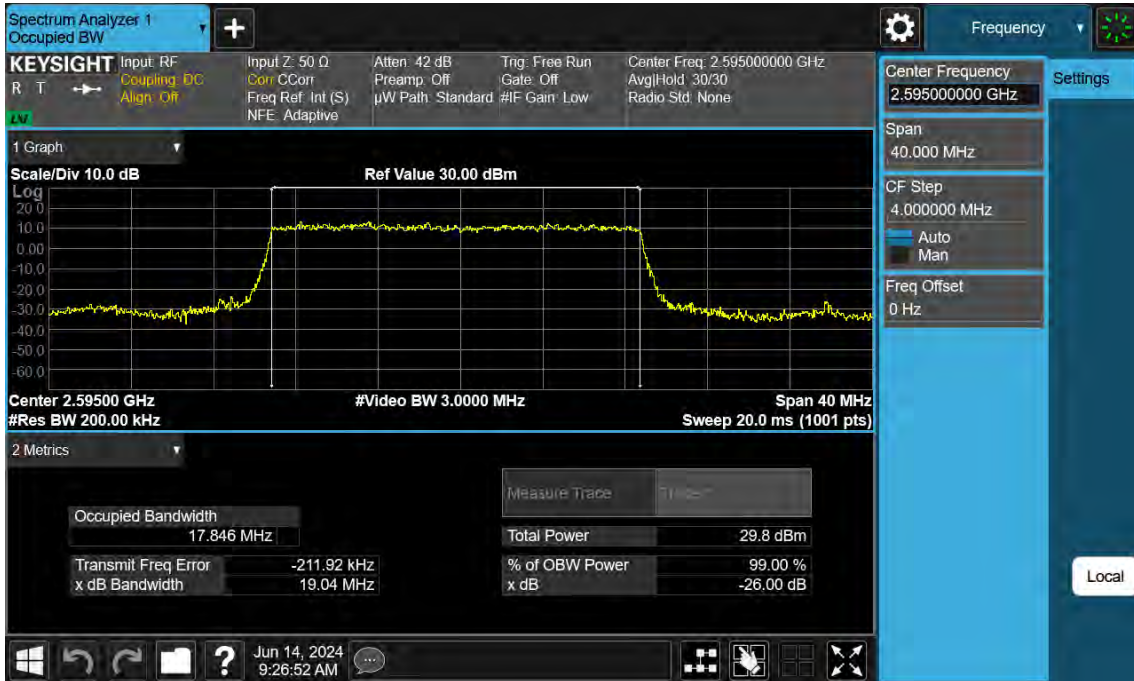 Spectrum Analyzer 1
Occupied BW
Frequency
KEYSIGHT
R T
LXI
Input: RF
Coupling: DC
Align: Off
Input Z: 50 Ω
Corr CCorr
Freq Ref: Int (S)
NFE: Adaptive
Atten: 42 dB
Preamp: Off
µW Path: Standard
Trig: Free Run
Gate: Off
#IF Gain: Low
Center Freq: 2.595000000 GHz
Avg|Hold: 30/30
Radio Std: None
Center Frequency
2.595000000 GHz
Settings
Span
40.000 MHz
CF Step
4.000000 MHz
Auto
Man
Freq Offset
0 Hz
1 Graph
Scale/Div 10.0 dB
Ref Value 30.00 dBm
Log
20.0
10.0
0.00
-10.0
-20.0
-30.0
-40.0
-50.0
-60.0
Center 2.59500 GHz
#Video BW 3.0000 MHz
Span 40 MHz
#Res BW 200.00 kHz
Sweep 20.0 ms (1001 pts)
2 Metrics
Measure Trace
Occupied Bandwidth
17.846 MHz
Total Power 29.8 dBm
Transmit Freq Error -211.92 kHz
% of OBW Power 99.00 %
x dB Bandwidth 19.04 MHz
x dB -26.00 dB
Local
?
Jun 14, 2024
9:26:52 AM